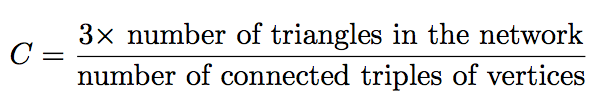 C = 3× number of triangles in the network
number of connected triples of vertices